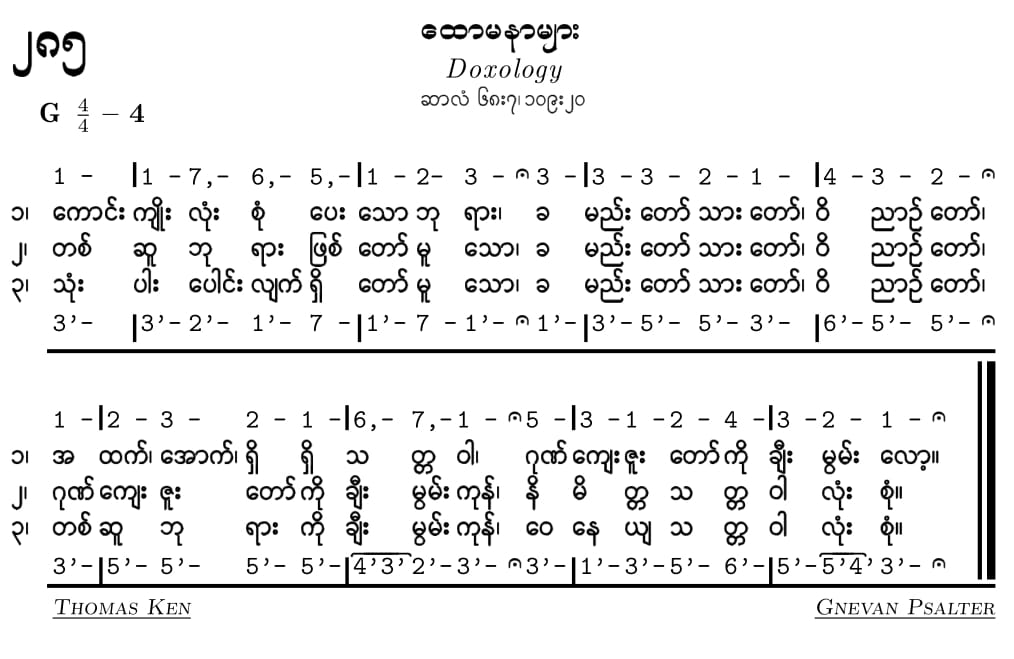 ၂၈၅
ထောမနာများ
Doxology
ဆာလံ ၆၈း၇၊ ၁၀၉း၂၀
G 4/4 – 4
1 - |1 - 7,- 6,- 5,-|1 - 2- 3 - 𝄐 3 -|3 - 3 - 2 - 1 - |4 - 3 - 2 - 𝄐
၁၊ ကောင်း ကျိုး လုံး စုံ ပေး သော ဘု ရား၊ ခ မည်း တော် သား တော်၊ ဝိ ညာဉ် တော်၊
၂၊ တစ် ဆူ ဘု ရား ဖြစ် တော် မူ သော၊ ခ မည်း တော် သား တော်၊ ဝိ ညာဉ် တော်၊
၃၊ သုံး ပါး ပေါင်း လျက် ရှိ တော် မူ သော၊ ခ မည်း တော် သား တော်၊ ဝိ ညာဉ် တော်၊
3’- |3’- 2’- 1’- 7 -|1’- 7 - 1’- 𝄐 1’-|3’- 5’- 5’- 3’- |6’- 5’- 5’- 𝄐
1 -|2 - 3 - 2 - 1 -|6,- 7,-1 - 𝄐 5 -|3 -1 -2 - 4 -|3 -2 - 1 - 𝄐
၁၊ အ ထက်၊ အောက်၊ ရှိ ရှိ သ တ္တ ဝါ၊ ဂုဏ် ကျေး ဇူး တော် ကို ချီး မွမ်း လော့။
၂၊ ဂုဏ် ကျေး ဇူး တော် ကို ချီး မွမ်း ကုန်၊ နိ မိ တ္တ သ တ္တ ဝါ လုံး စုံ။
၃၊ တစ် ဆူ ဘု ရား ကို ချီး မွမ်း ကုန်၊ ဝေ နေ ယျ သ တ္တ ဝါ လုံး စုံ။
3’-|5’- 5’- 5’- 5’-|4’3’2’-3’- 𝄐 3’-|1’-3’-5’- 6’-|5’-5’4’ 3’- 𝄐
Thomas Ken
Gnevan Psalter